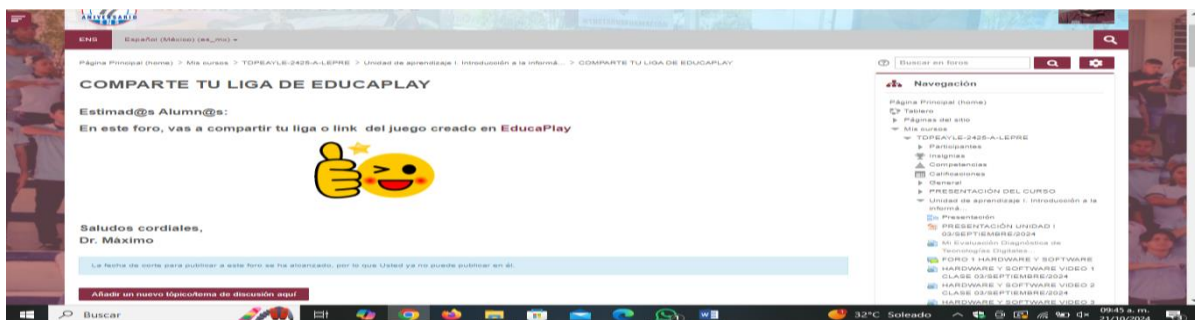 ANIVERSARIO
ENS Español (México) (es_mx)
Página Principal (home) > Mis cursos > TDPEAYLE-2425-A-LEPRE > Unidad de aprendizaje I. Introducción a la informá... > COMPARTE TU LIGA DE EDUCAPLAY
COMPARTE TU LIGA DE EDUCAPLAY
Estimad@s Alumn@s:
En este foro, vas a compartir tu liga o link del juego creado en EducaPlay
Saludos cordiales,
Dr. Máximo
La fecha de corte para publicar a este foro se ha alcanzado, por lo que Usted ya no puede publicar en él.
Añadir un nuevo tópico/tema de discusión aquí
Buscar en foros
Navegación
Página Principal (home)
Tablero
Páginas del sitio
Mis cursos
TDPEAYLE-2425-A-LEPRE
Participantes
Insignias
Competencias
Calificaciones
General
PRESENTACIÓN DEL CURSO
Unidad de aprendizaje I. Introducción a la
informá...
Presentación
PRESENTACIÓN UNIDAD I
03/SEPTIEMBRE/2024
Mi Evaluación Diagnóstica de
Tecnologías Digitales...
FORO 1 HARDWARE Y SOFTWARE
HARDWARE Y SOFTWARE VIDEO 1
CLASE 03/SEPTIEMBRE/2024
HARDWARE Y SOFTWARE VIDEO 2
CLASE 03/SEPTIEMBRE/2024
HARDWARE Y SOFTWARE VIDEO 3
Buscar
32°C Soleado
09:45 a. m.
21/10/2024